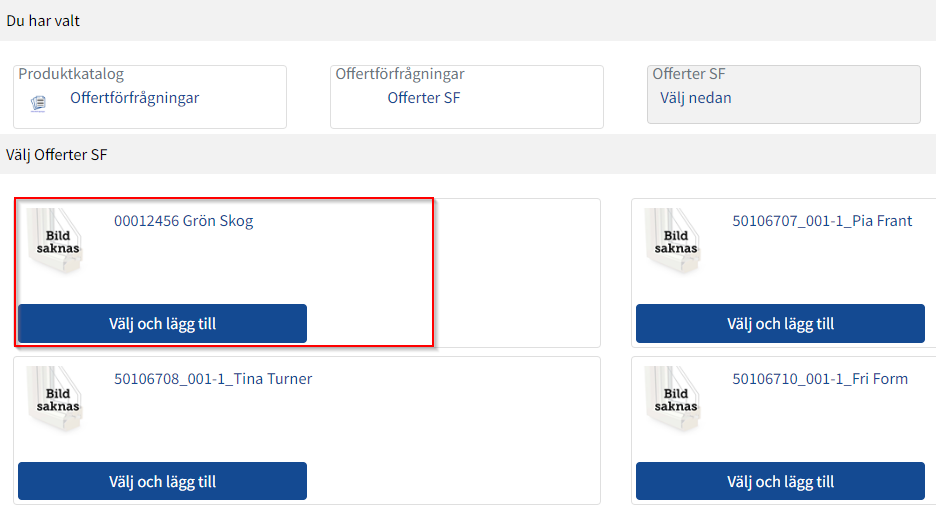 Du har valt
Produktkatalog
Offertförfrågningar
Offertförfrågningar
Offerter SF
Offerter SF
Välj nedan
Välj Offerter SF
Bild
saknas
00012456 Grön Skog
Välj och lägg till
Bild
saknas
50106707_001-1_Pia Frant
Välj och lägg till
Bild
saknas
50106708_001-1_Tina Turner
Välj och lägg till
Bild
saknas
50106710_001-1_Fri Form
Välj och lägg till